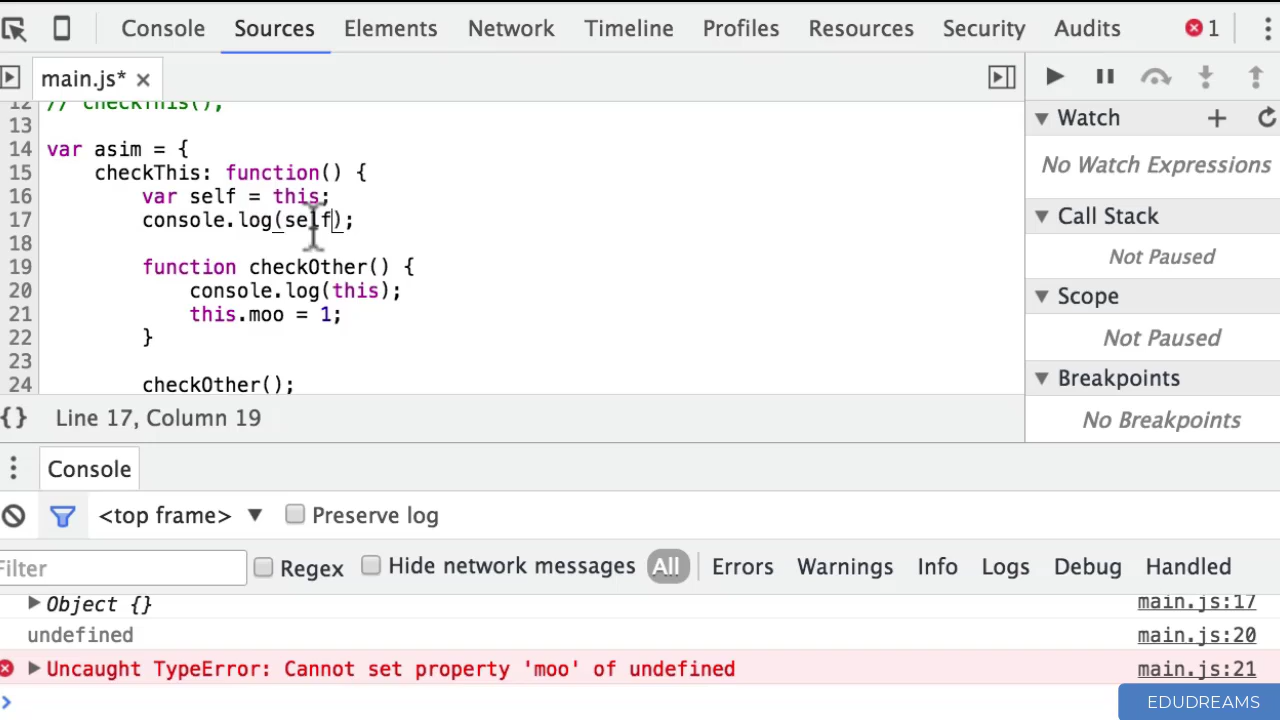 Console Sources Elements Network Timeline Profiles Resources Security Audits 1
main.js*
12 // checkThis();
13
14 var asim = {
15 checkThis: function() {
16 var self = this;
17 console.log(self);
18
19 function checkOther() {
20 console.log(this);
21 this.moo = 1;
22 }
23
24 checkOther();
{} Line 17, Column 19
Watch
No Watch Expressions
Call Stack
Not Paused
Scope
Not Paused
Breakpoints
No Breakpoints
Console
<top frame> Preserve log
Filter Regex Hide network messages All Errors Warnings Info Logs Debug Handled
Object {} main.js:17
undefined main.js:20
Uncaught TypeError: Cannot set property 'moo' of undefined main.js:21
EDUDREAMS